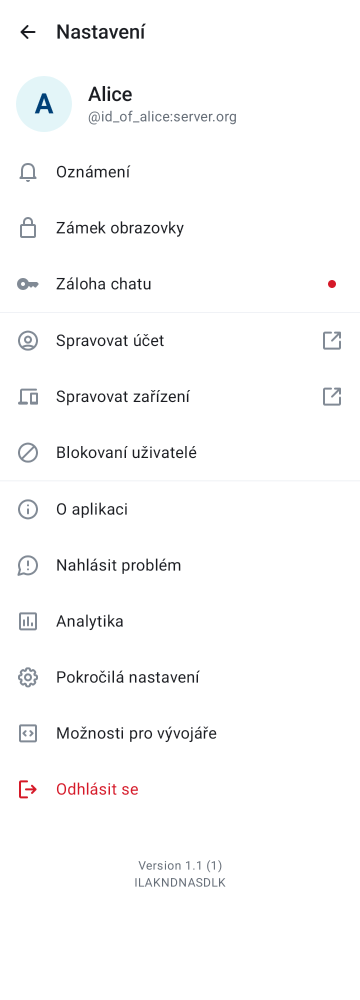 Nastavení
A
Alice
@id_of_alice:server.org
Oznámení
Zámek obrazovky
Záloha chatu
Spravovat účet
Spravovat zařízení
Blokovaní uživatelé
O aplikaci
Nahlásit problém
Analytika
Pokročilá nastavení
Možnosti pro vývojáře
Odhlásit se
Version 1.1 (1)
ILAKNDNASDLK